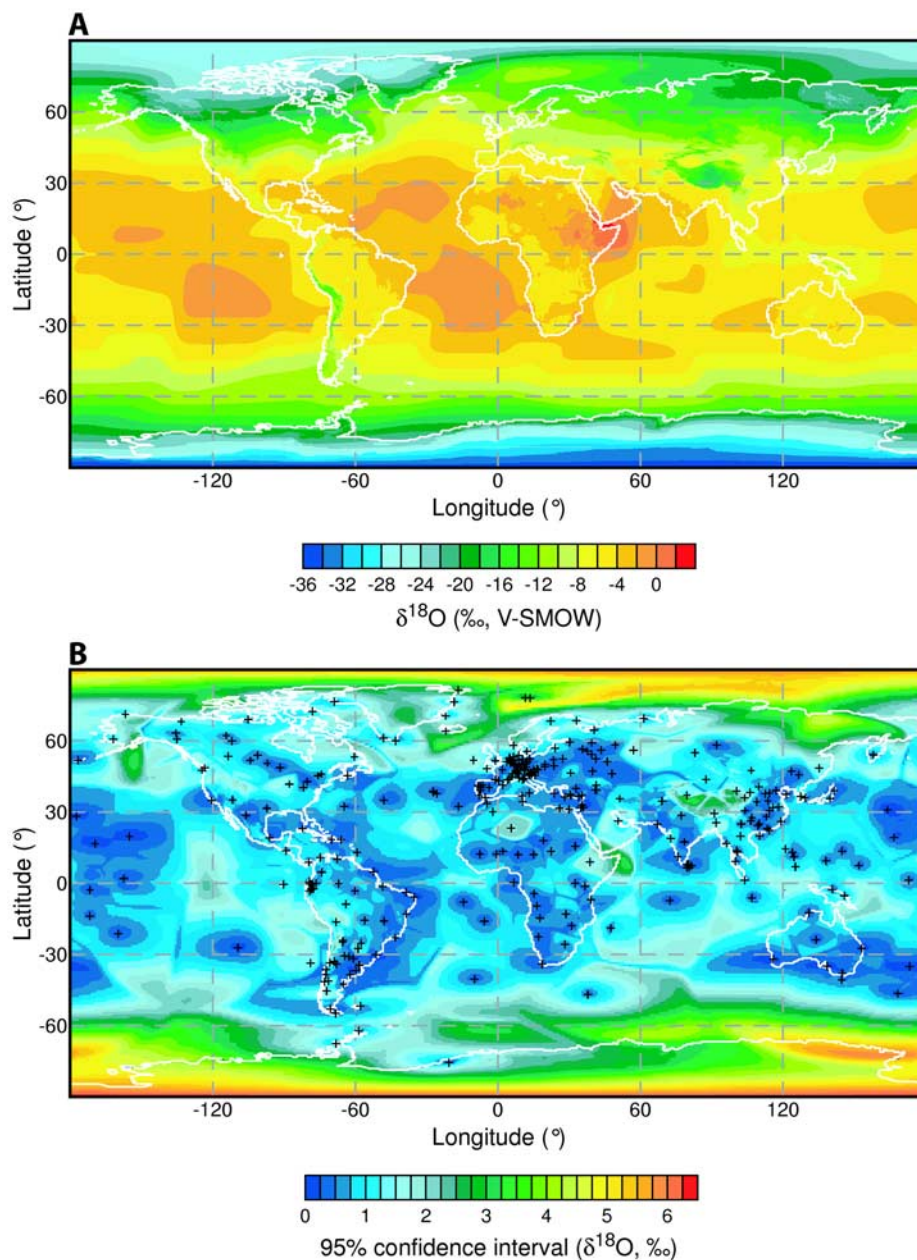 A
60
30
0
-30
-60
Latitude (°)
-120 -60 0 60 120
Longitude (°)
-36 -32 -28 -24 -20 -16 -12 -8 -4 0
δ¹⁸O (‰, V-SMOW)
B
60
30
0
-30
-60
Latitude (°)
-120 -60 0 60 120
Longitude (°)
0 1 2 3 4 5 6
95% confidence interval (δ¹⁸O, ‰)